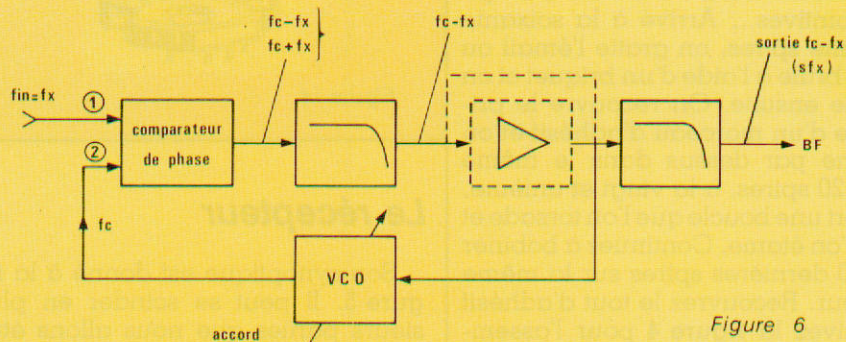 fc-fx
fc+fx
fc-fx
sortie fc-fx
(sfx)
fin=fx
①
②
comparateur
de phase
BF
fc
VCO
accord
Figure 6